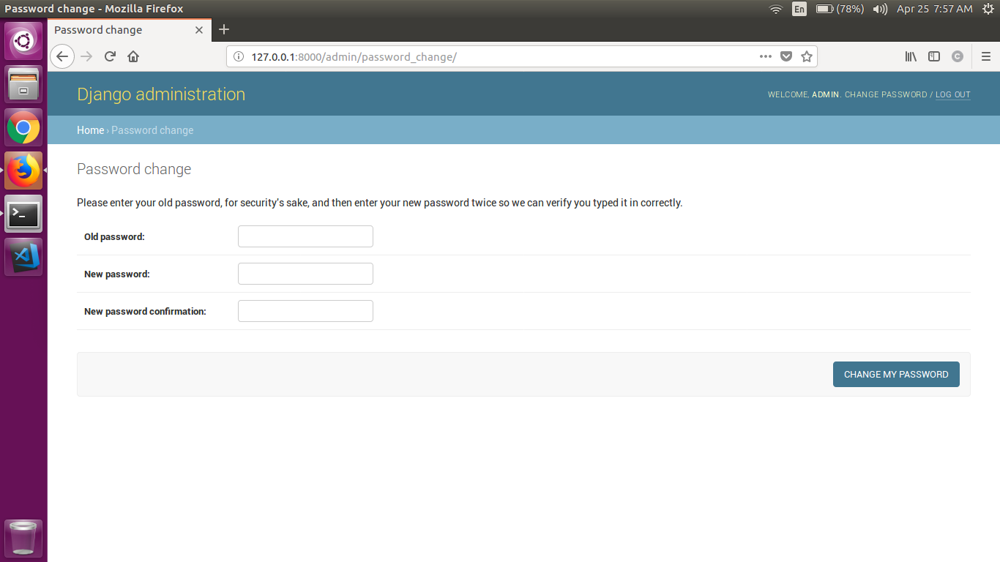 Password change - Mozilla Firefox
En
(78%)
Apr 25 7:57 AM
Password change
127.0.0.1:8000/admin/password_change/
C
Django administration
WELCOME, ADMIN. CHANGE PASSWORD / LOG OUT
Home › Password change
Password change
Please enter your old password, for security's sake, and then enter your new password twice so we can verify you typed it in correctly.
Old password:
New password:
New password confirmation:
CHANGE MY PASSWORD